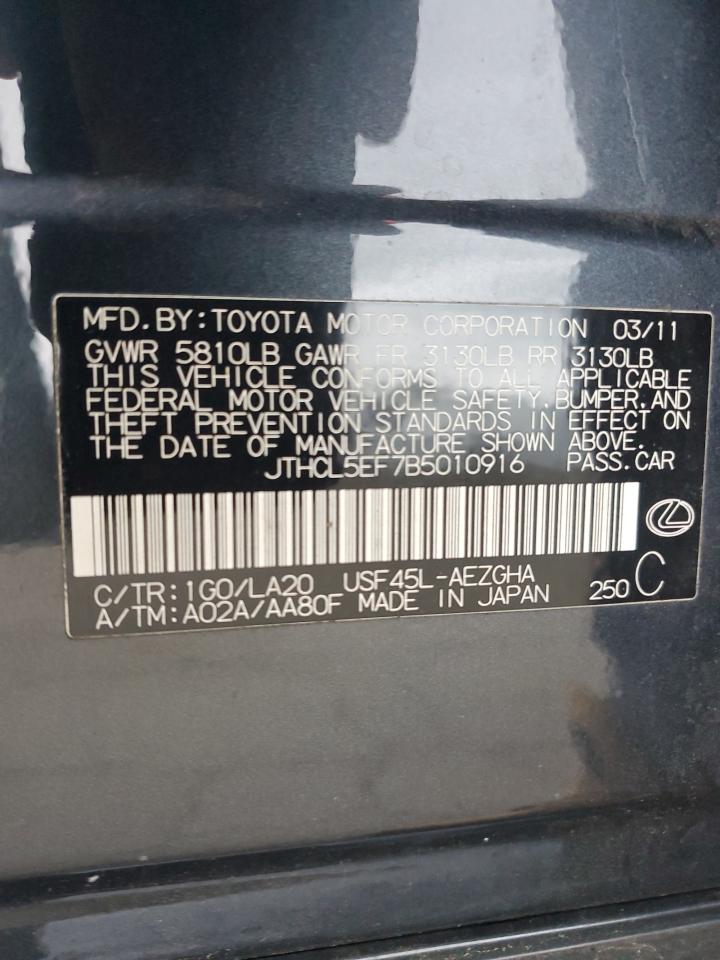 MFD.BY:TOYOTA MOTOR CORPORATION 03/11
GVWR 5810LB GAWR FR 3130LB RR 3130LB
THIS VEHICLE CONFORMS TO ALL APPLICABLE
FEDERAL MOTOR VEHICLE SAFETY,BUMPER,AND
THEFT PREVENTION STANDARDS IN EFFECT ON
THE DATE OF MANUFACTURE SHOWN ABOVE.
JTHCL5EF7B5010916 PASS.CAR
C/TR:1G0/LA20 USF45L-AEZGHA
A/TM:A02A/AA80F MADE IN JAPAN 250 C